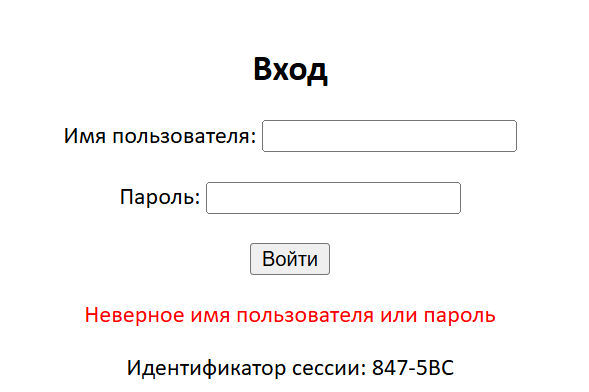 Вход
Имя пользователя:
Пароль:
Войти
Неверное имя пользователя или пароль
Идентификатор сессии: 847-5BC